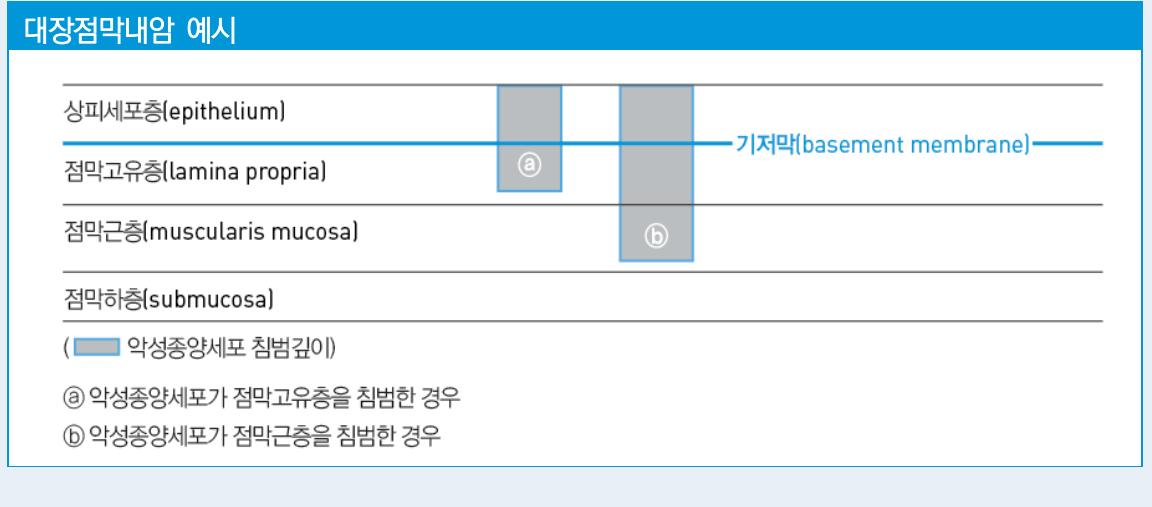 대장점막내암 예시
상피세포층(epithelium)
기저막(basement membrane)
점막고유층(lamina propria)
ⓐ
점막근층(muscularis mucosa)
ⓑ
점막하층(submucosa)
( 악성종양세포 침범깊이)
ⓐ 악성종양세포가 점막고유층을 침범한 경우
ⓑ 악성종양세포가 점막근층을 침범한 경우